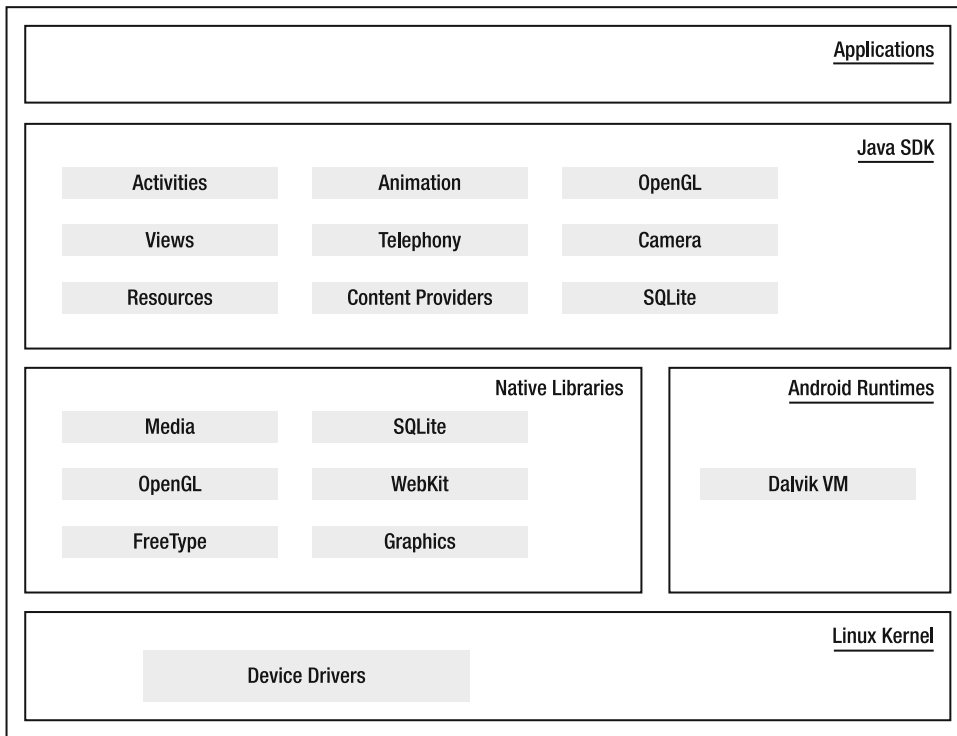 Applications
Java SDK
Activities
Animation
OpenGL
Views
Telephony
Camera
Resources
Content Providers
SQLite
Native Libraries
Media
SQLite
OpenGL
WebKit
FreeType
Graphics
Android Runtimes
Dalvik VM
Linux Kernel
Device Drivers